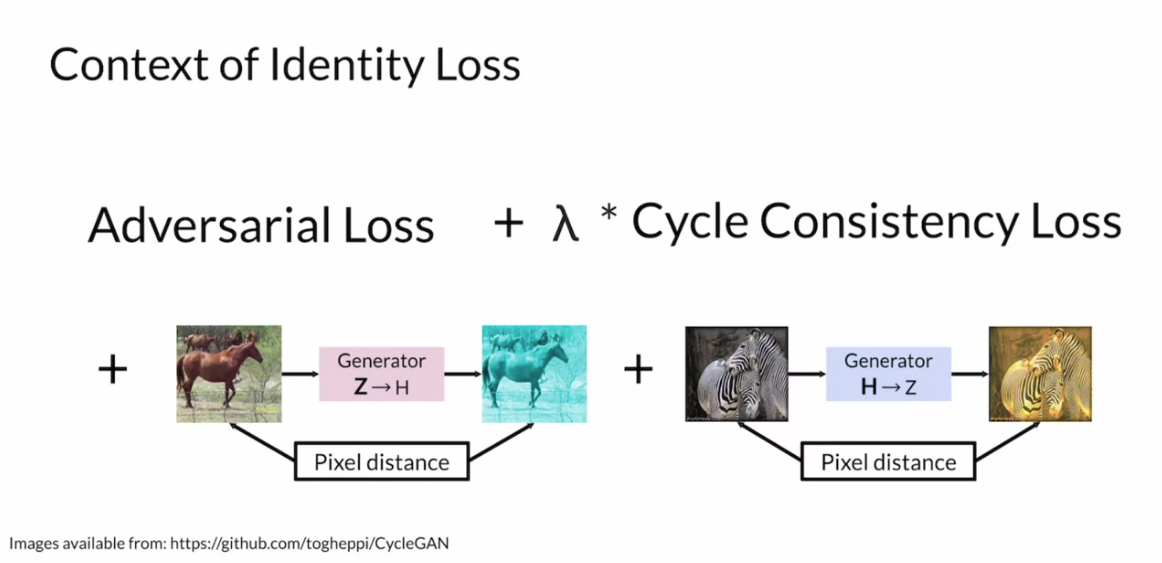 Context of Identity Loss
Adversarial Loss + λ * Cycle Consistency Loss
+ Generator + Generator
Z→H H→Z
Pixel distance Pixel distance
Images available from: https://github.com/togheppi/CycleGAN